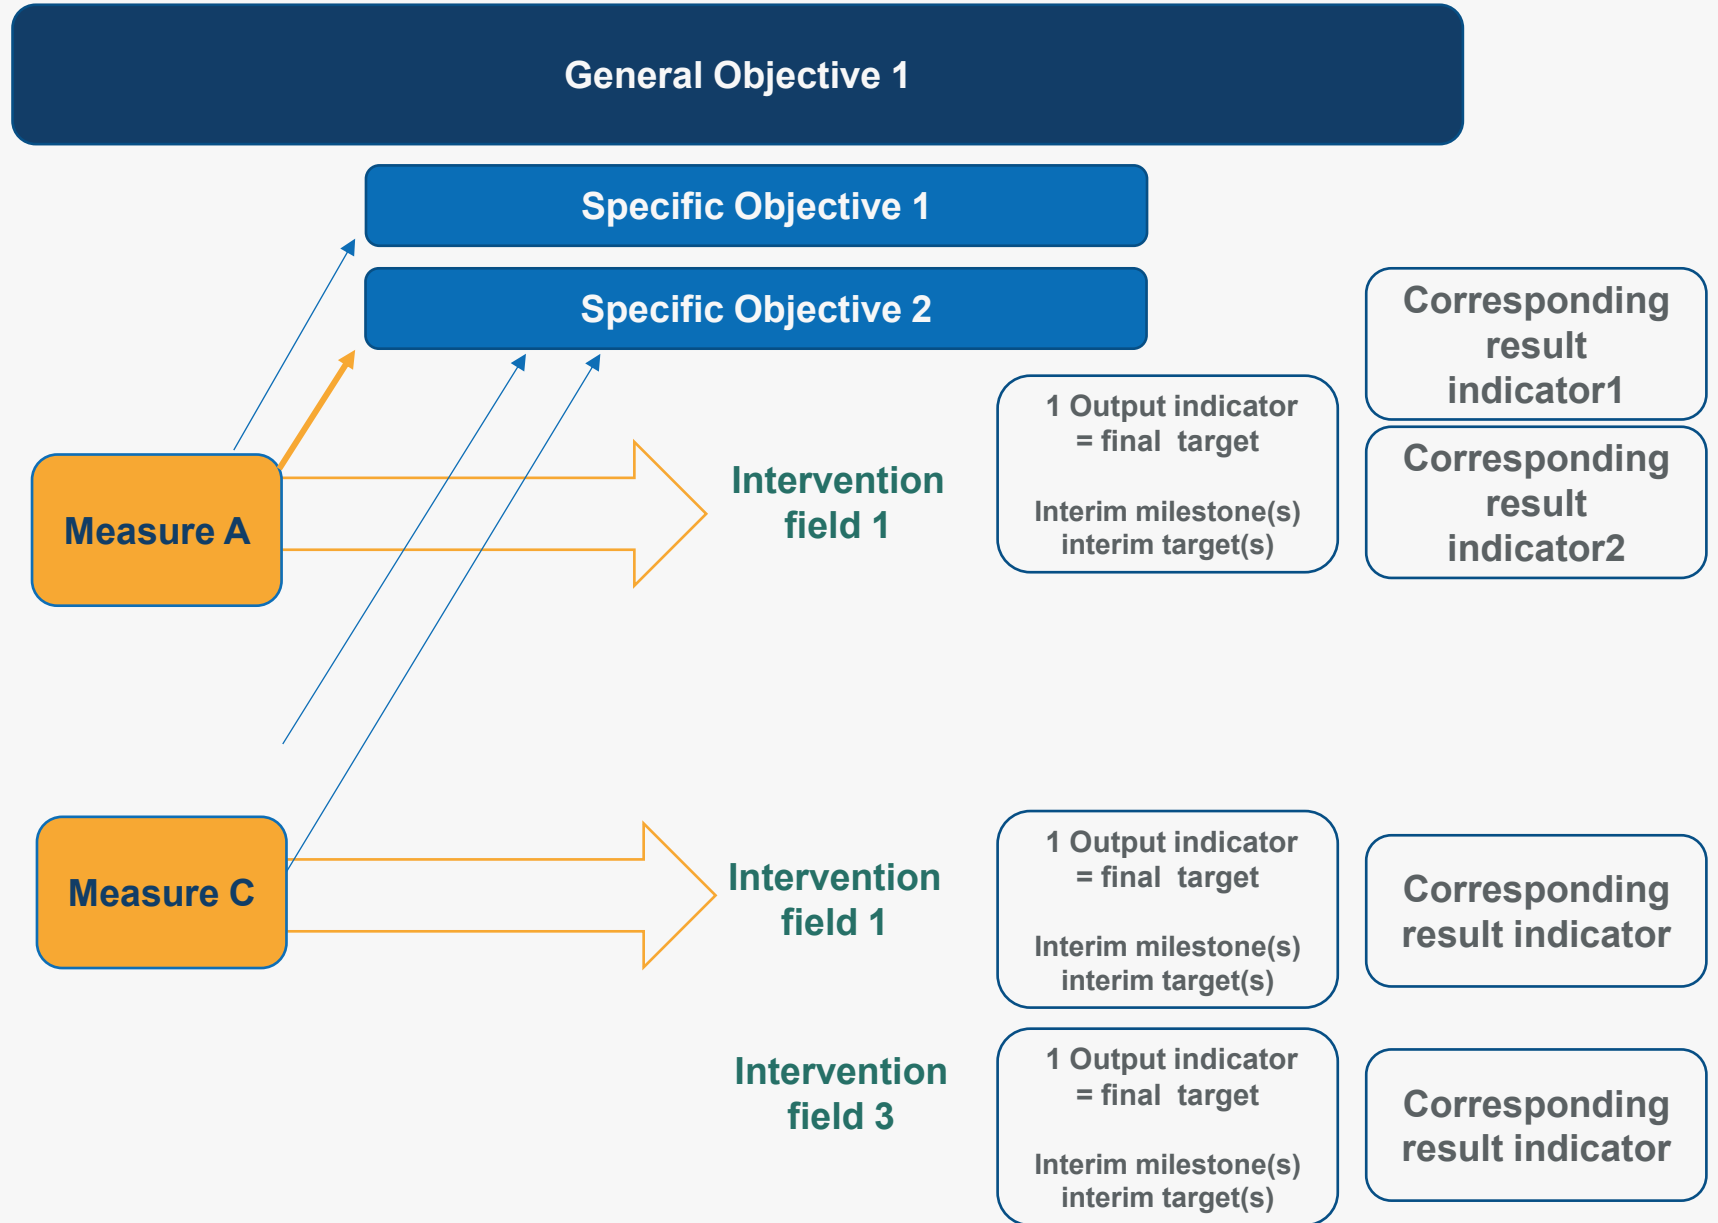 General Objective 1
Specific Objective 1
Specific Objective 2
Corresponding
result
indicator1
1 Output indicator
= final target
Interim milestone(s)
interim target(s)
Corresponding
result
indicator2
Measure A
Intervention
field 1
Measure C
Intervention
field 1
1 Output indicator
= final target
Interim milestone(s)
interim target(s)
Corresponding
result indicator
Intervention
field 3
1 Output indicator
= final target
Interim milestone(s)
interim target(s)
Corresponding
result indicator